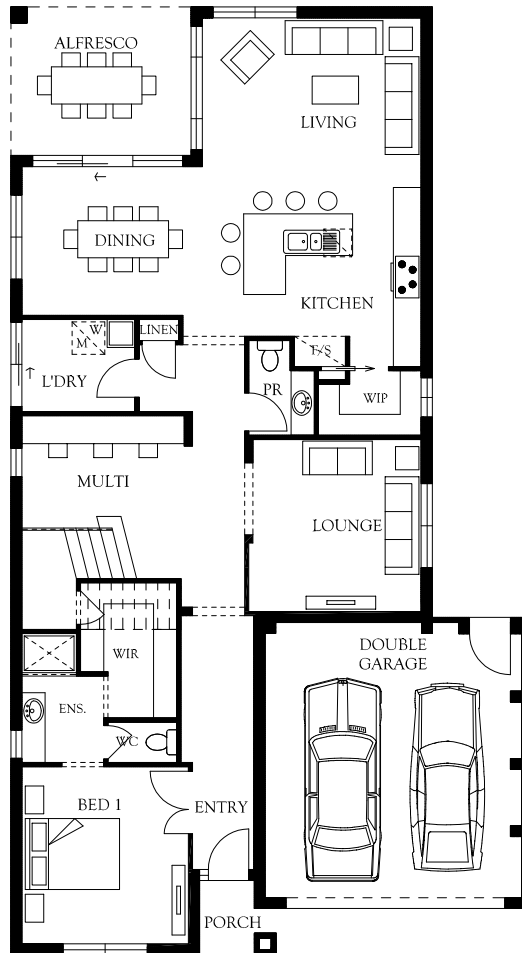 ALFRESCO
LIVING
DINING
KITCHEN
W
M
LINEN
F/S
L'DRY
PR
WIP
MULTI
LOUNGE
DOUBLE
GARAGE
WIR
ENS.
WC
BED 1
ENTRY
PORCH